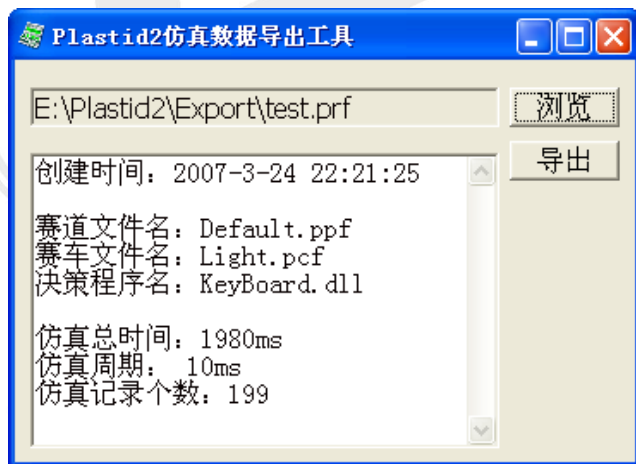 Plastid2仿真数据导出工具
E:\Plastid2\Export\test.prf
浏览
导出
创建时间：2007-3-24 22:21:25
赛道文件名：Default.ppf
赛车文件名：Light.pcf
决策程序名：KeyBoard.dll
仿真总时间：1980ms
仿真周期： 10ms
仿真记录个数：199